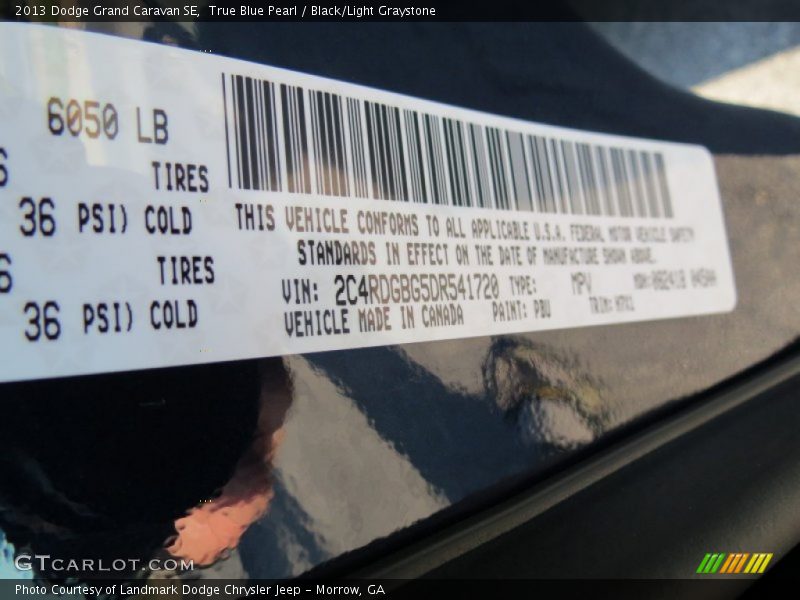 2013 Dodge Grand Caravan SE, True Blue Pearl / Black/Light Graystone
6050 LB
TIRES
36 PSI) COLD
TIRES
36 PSI) COLD
THIS VEHICLE CONFORMS TO ALL APPLICABLE U.S.A. FEDERAL MOTOR VEHICLE SAFETY
STANDARDS IN EFFECT ON THE DATE OF MANUFACTURE SHOWN ABOVE.
VIN: 2C4RDGBG5DR541720 TYPE: MPV
VEHICLE MADE IN CANADA PAINT: PBU TRIM:
GTCARLOT.COM
Photo Courtesy of Landmark Dodge Chrysler Jeep – Morrow, GA